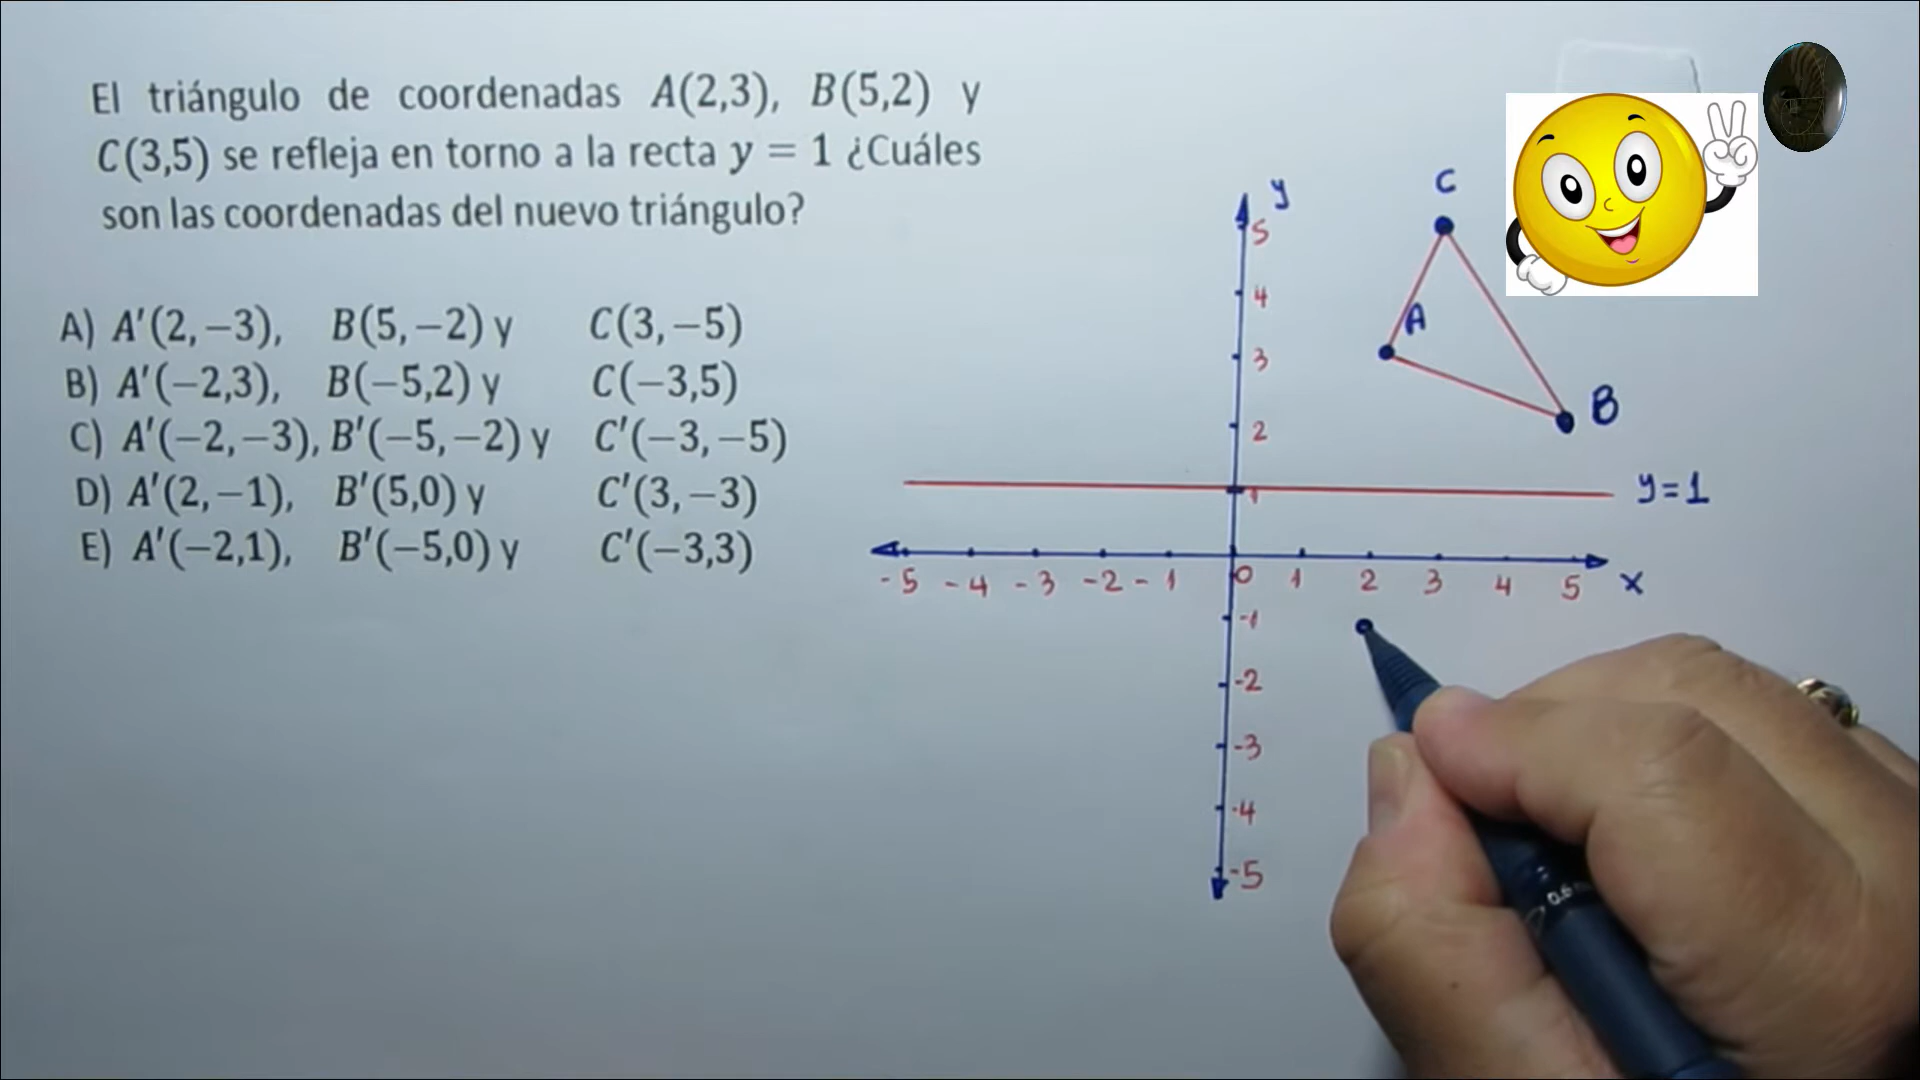 El triángulo de coordenadas A(2,3), B(5,2) y
C(3,5) se refleja en torno a la recta y = 1 ¿Cuáles
son las coordenadas del nuevo triángulo?
A) A′(2,−3), B(5,−2) y C(3,−5)
B) A′(−2,3), B(−5,2) y C(−3,5)
C) A′(−2,−3), B′(−5,−2) y C′(−3,−5)
D) A′(2,−1), B′(5,0) y C′(3,−3)
E) A′(−2,1), B′(−5,0) y C′(−3,3)
y
C
5
4
A
3
B
2
y=1
1
-5 -4 -3 -2 -1 0 1 2 3 4 5 x
-1
-2
-3
-4
-5